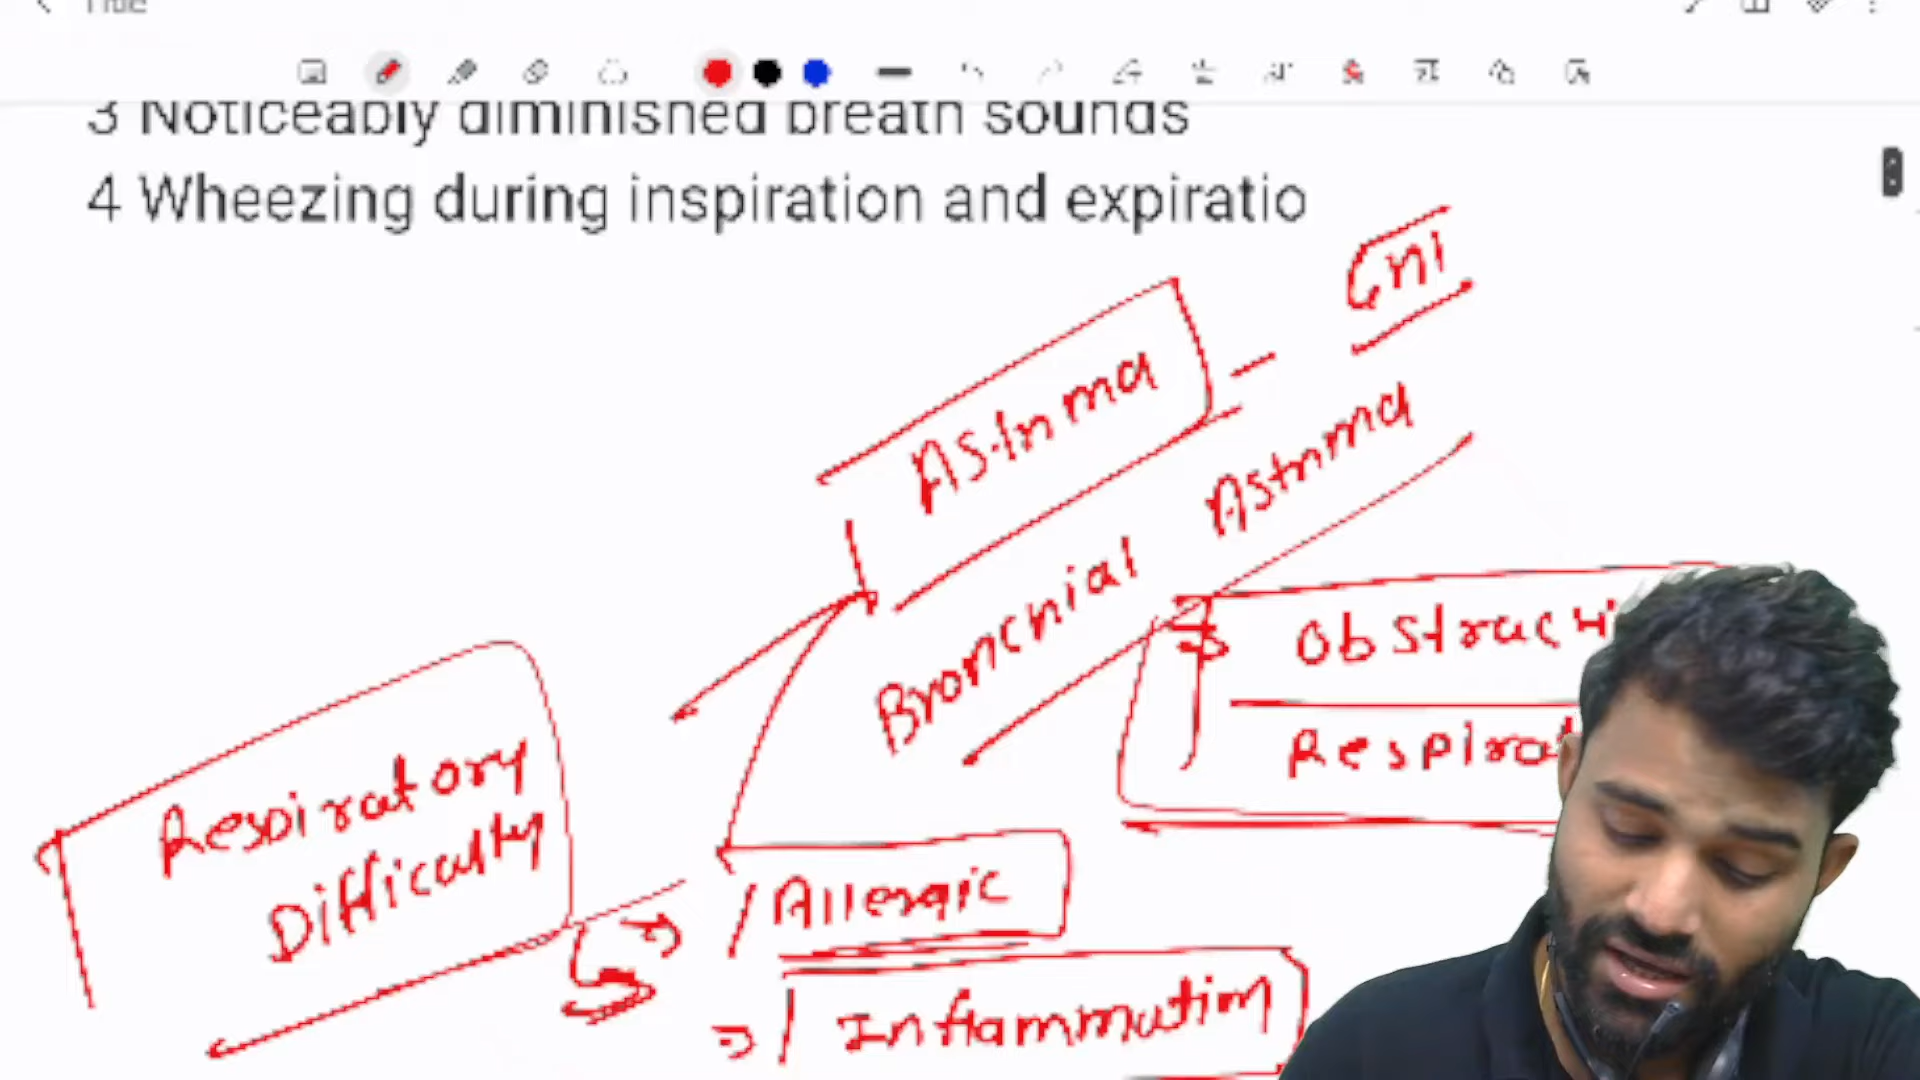 Title
3 Noticeably diminished breath sounds
4 Wheezing during inspiration and expiratio
Asthma
Bronchial Asthma
Obstructi
Respirat
Respiratory
Difficulty
Allergic
Inflammation